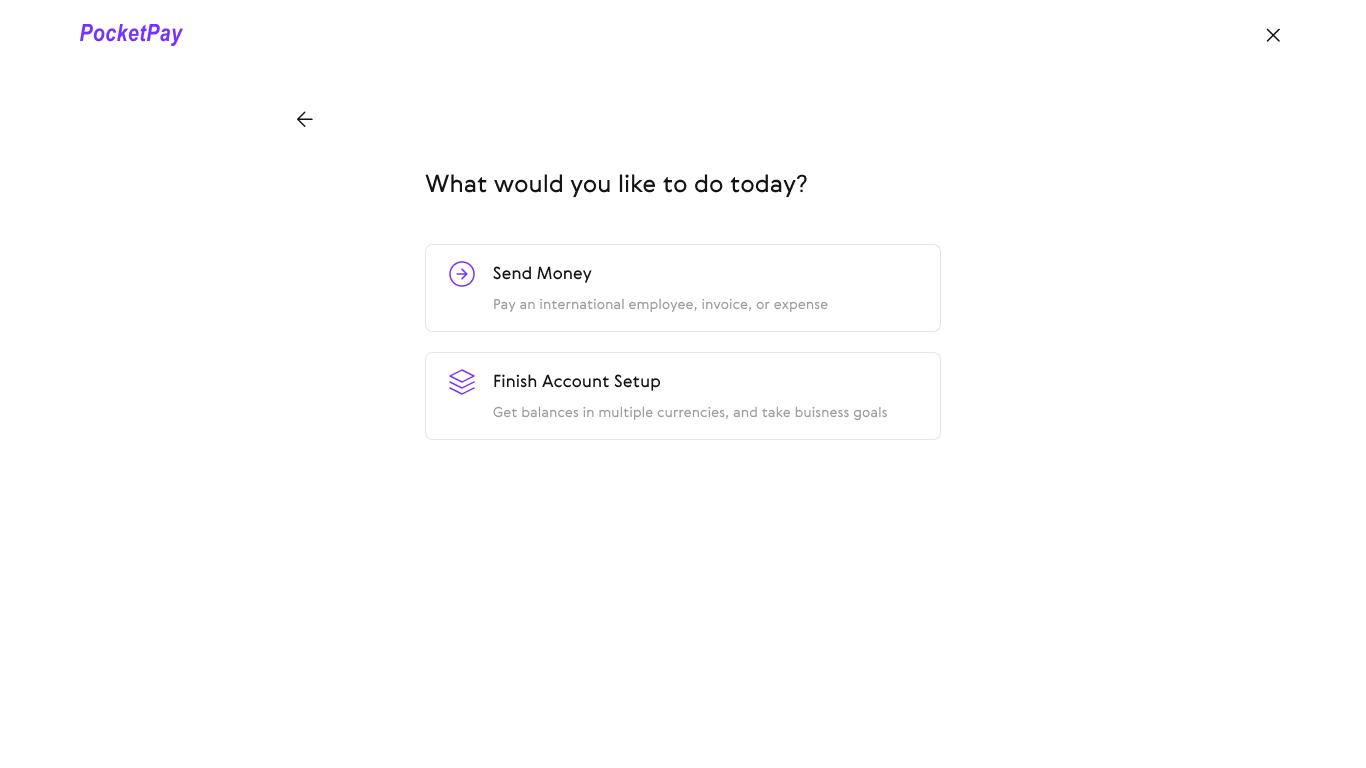 PocketPay
What would you like to do today?
Send Money
Pay an international employee, invoice, or expense
Finish Account Setup
Get balances in multiple currencies, and take buisness goals